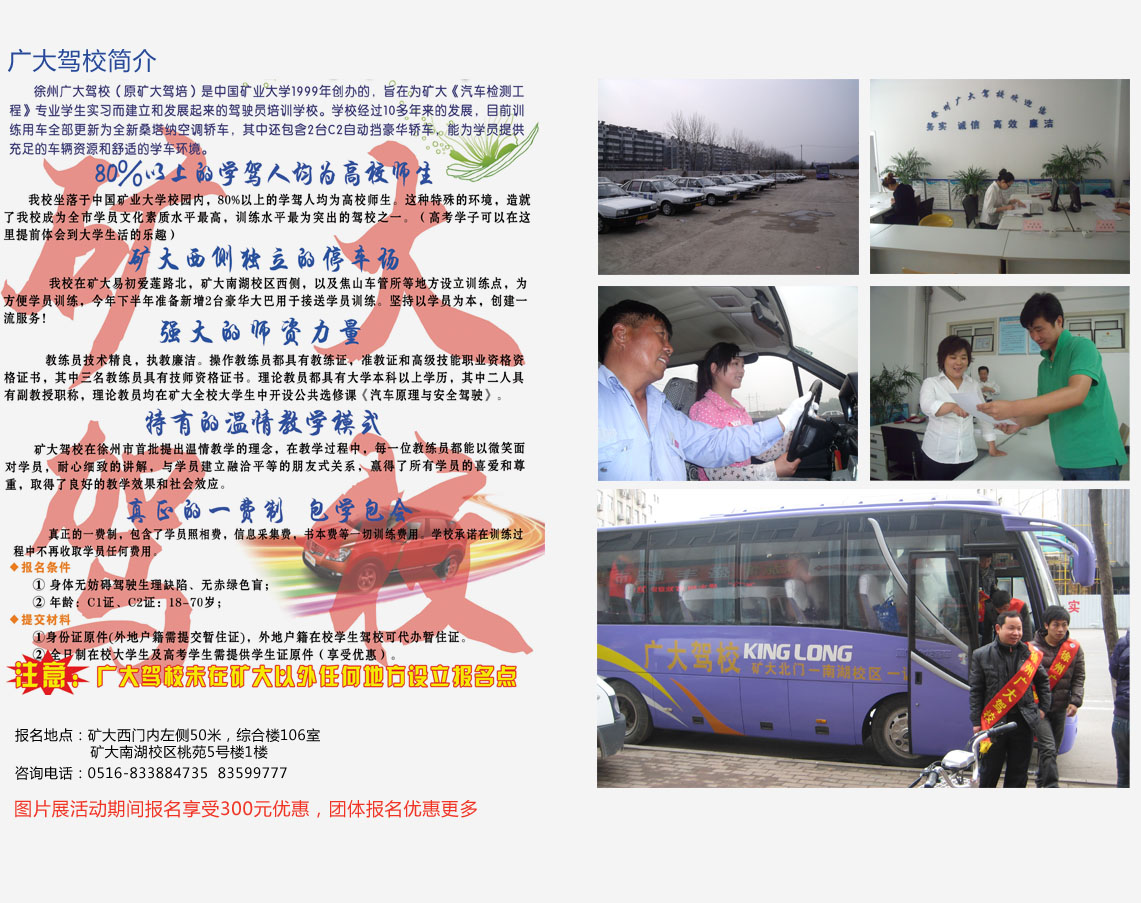 广大驾校简介
徐州广大驾校（原矿大驾培）是中国矿业大学1999年创办的，旨在为矿大《汽车检测工
程》专业学生实习而建立和发展起来的驾驶员培训学校。学校经过10多年来的发展，目前训
练用车全部更新为全新桑塔纳空调轿车，其中还包含2台C2自动挡豪华轿车，能为学员提供
充足的车辆资源和舒适的学车环境。
80%以上的学驾人均为高校师生
我校坐落于中国矿业大学校园内，80%以上的学驾人均为高校师生。这种特殊的环境，造就
了我校成为全市学员文化素质水平最高，训练水平最为突出的驾校之一。（高考学子可以在这
里提前体会到大学生活的乐趣）
矿大西侧独立的停车场
我校在矿大易初爱莲路北，矿大南湖校区西侧，以及焦山车管所等地方设立训练点，为
方便学员训练，今年下半年准备新增2台豪华大巴用于接送学员训练。坚持以学员为本，创建一
流服务！
强大的师资力量
教练员技术精良，执教廉洁。操作教练员都具有教练证，准教证和高级技能职业资格资
格证书，其中三名教练员具有技师资格证书。理论教员都具有大学本科以上学历，其中二人具
有副教授职称，理论教员均在矿大全校大学生中开设公共选修课《汽车原理与安全驾驶》。
特有的温情教学模式
矿大驾校在徐州市首批提出温情教学的理念，在教学过程中，每一位教练员都能以微笑面
对学员，耐心细致的讲解，与学员建立融洽平等的朋友式关系，赢得了所有学员的喜爱和尊
重，取得了良好的教学效果和社会效应。
真正的一费制 包学包会
真正的一费制，包含了学员照相费，信息采集费，书本费等一切训练费用。学校承诺在训练过
程中不再收取学员任何费用。
◆报名条件
① 身体无妨碍驾驶生理缺陷、无赤绿色盲；
② 年龄：C1证、C2证：18-70岁；
◆提交材料
①身份证原件(外地户籍需提交暂住证)，外地户籍在校学生驾校可代办暂住证。
② 全日制在校大学生及高考学生需提供学生证原件（享受优惠）。
注意：广大驾校未在矿大以外任何地方设立报名点
矿大
驾校
报名地点：矿大西门内左侧50米，综合楼106室
矿大南湖校区桃苑5号楼1楼
咨询电话：0516-833884735 83599777
图片展活动期间报名享受300元优惠，团体报名优惠更多
徐州广大驾校欢迎您
务实 诚信 高效 廉洁
广大驾校 KING LONG
矿大北门一南湖校区 一
徐州广大驾校
徐州广
实